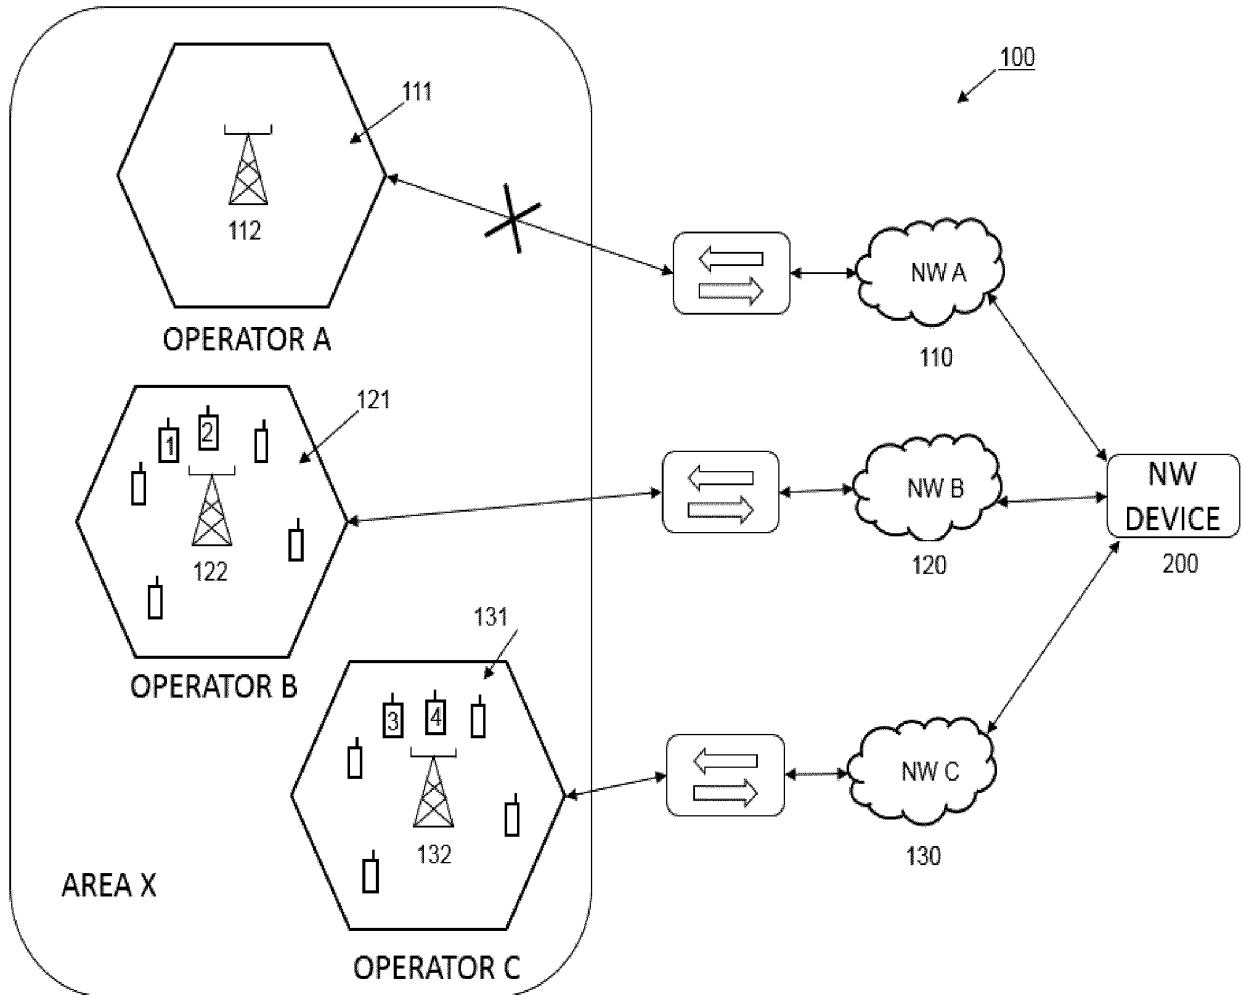 100
111
112
OPERATOR A
NW A
110
121
1
2
122
OPERATOR B
NW B
120
NW
DEVICE
200
131
3
4
132
OPERATOR C
NW C
130
AREA X